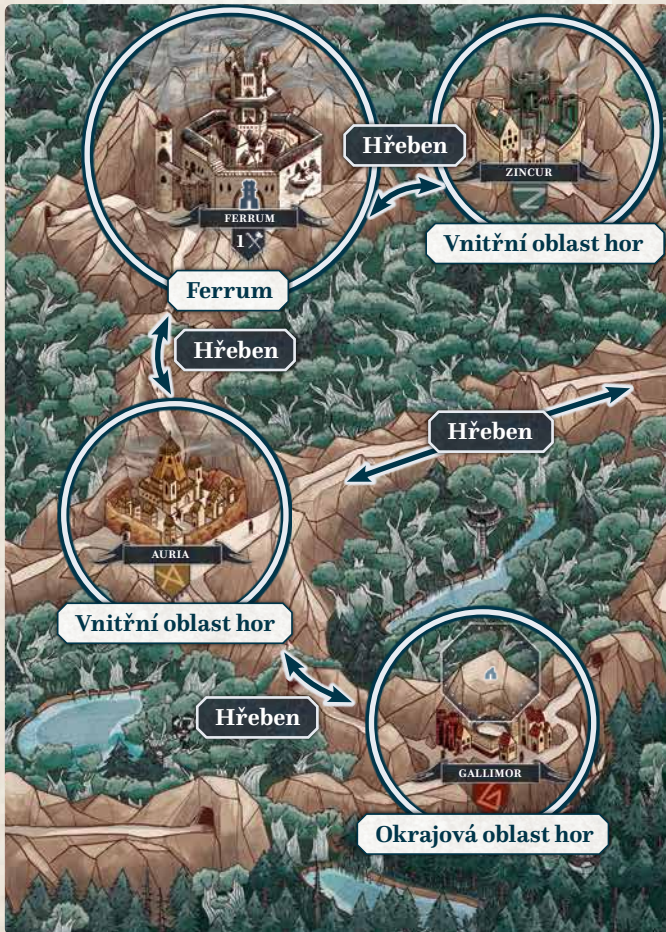 Hřeben
ZINCUR
FERRUM
1
Vnitřní oblast hor
Ferrum
Hřeben
Hřeben
AURIA
Vnitřní oblast hor
Hřeben
GALLIMOR
Okrajová oblast hor